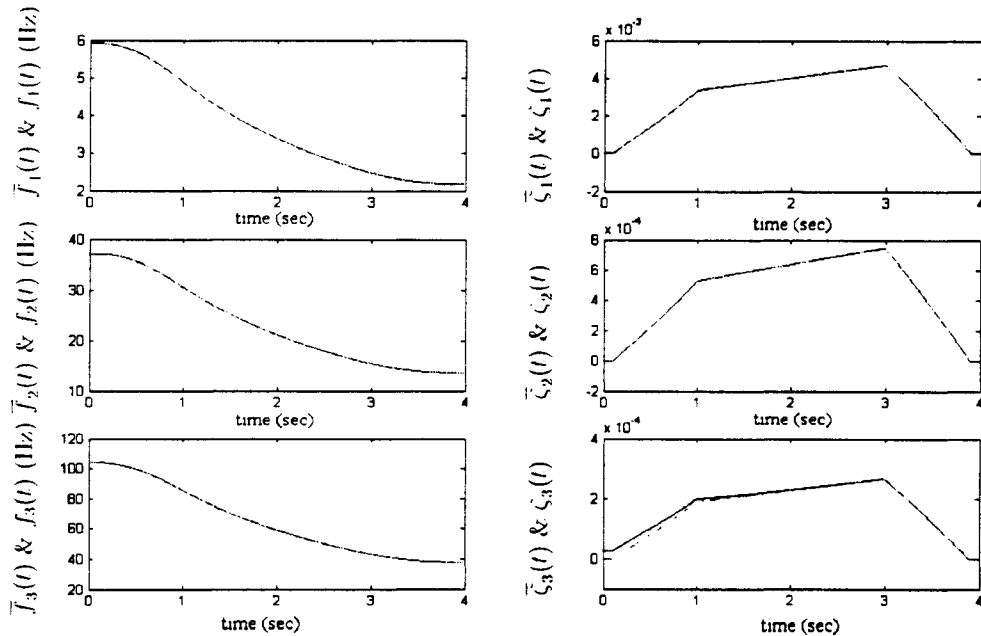 f̅₁(t) & f₁(t) (Hz)
6
5
4
3
2
0 1 2 3 4
time (sec)
x 10⁻³
ζ̅₁(t) & ζ₁(t)
6
4
2
0
-2
0 1 2 3 4
time (sec)
f̅₂(t) & f₂(t) (Hz)
40
30
20
10
0 1 2 3 4
time (sec)
x 10⁻⁴
ζ̅₂(t) & ζ₂(t)
8
6
4
2
0
-2
0 1 2 3 4
time (sec)
f̅₃(t) & f₃(t) (Hz)
120
100
80
60
40
20
0 1 2 3 4
time (sec)
x 10⁻⁴
ζ̅₃(t) & ζ₃(t)
4
2
0
0 1 2 3 4
time (sec)